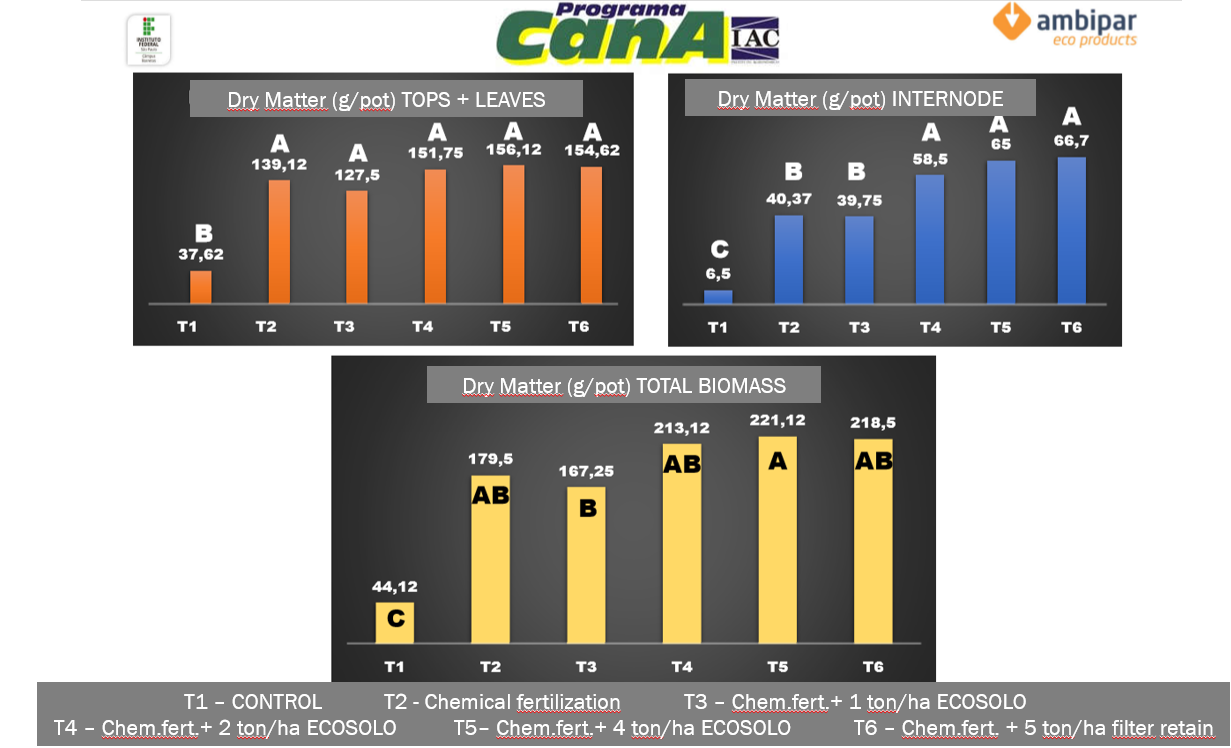 INSTITUTO
FEDERAL
São Paulo
Câmpus
Programa
CanA
IAC
ambipar
eco products
Dry Matter (g/pot) TOPS + LEAVES
A A A A A
139,12 127,5 151,75 156,12 154,62
B
37,62
T1 T2 T3 T4 T5 T6
Dry Matter (g/pot) INTERNODE
A A A
58,5 65 66,7
B B
40,37 39,75
C
6,5
T1 T2 T3 T4 T5 T6
Dry Matter (g/pot) TOTAL BIOMASS
213,12 221,12 218,5
AB A AB
179,5 167,25
AB B
44,12
C
T1 T2 T3 T4 T5 T6
T1 – CONTROL T2 - Chemical fertilization T3 – Chem.fert.+ 1 ton/ha ECOSOLO
T4 – Chem.fert.+ 2 ton/ha ECOSOLO T5– Chem.fert.+ 4 ton/ha ECOSOLO T6 – Chem.fert. + 5 ton/ha filter retain